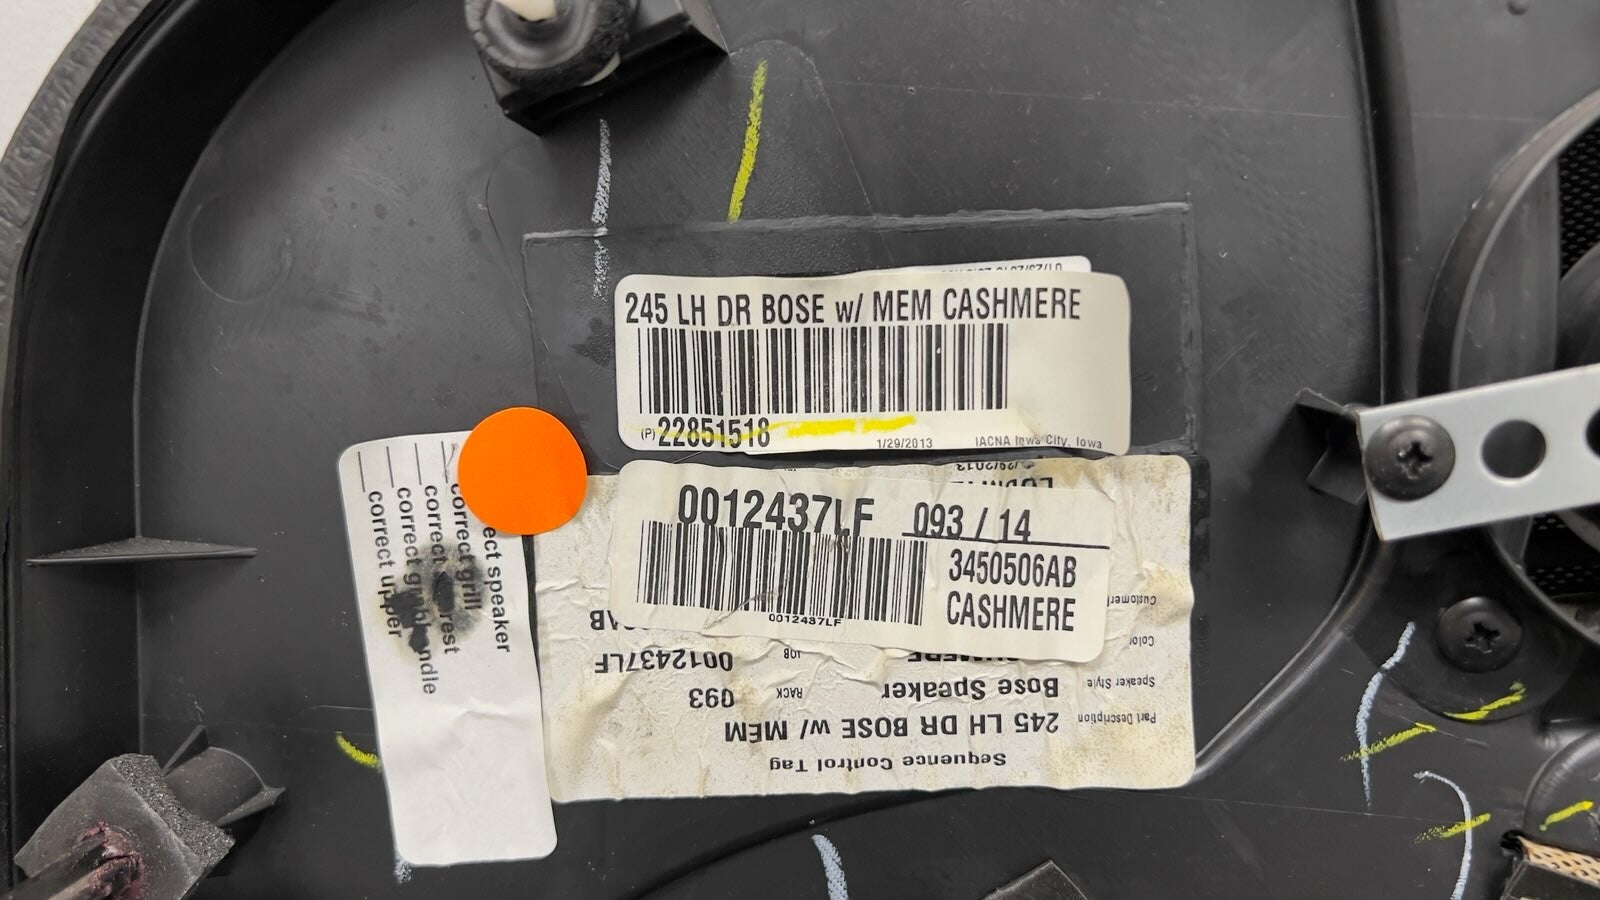 245 LH DR BOSE w/ MEM CASHMERE
(P) 22851518
1/29/2013 IACNA Iowa City, Iowa
0012437LF 093 / 14
3450506AB
CASHMERE
0012437LF
Sequence Control Tag
Part Description 245 LH DR BOSE w/ MEM
Speaker Style Bose Speaker RACK 093
JOB 0012437LF
speaker
correct grill
correct
correct
correct upper